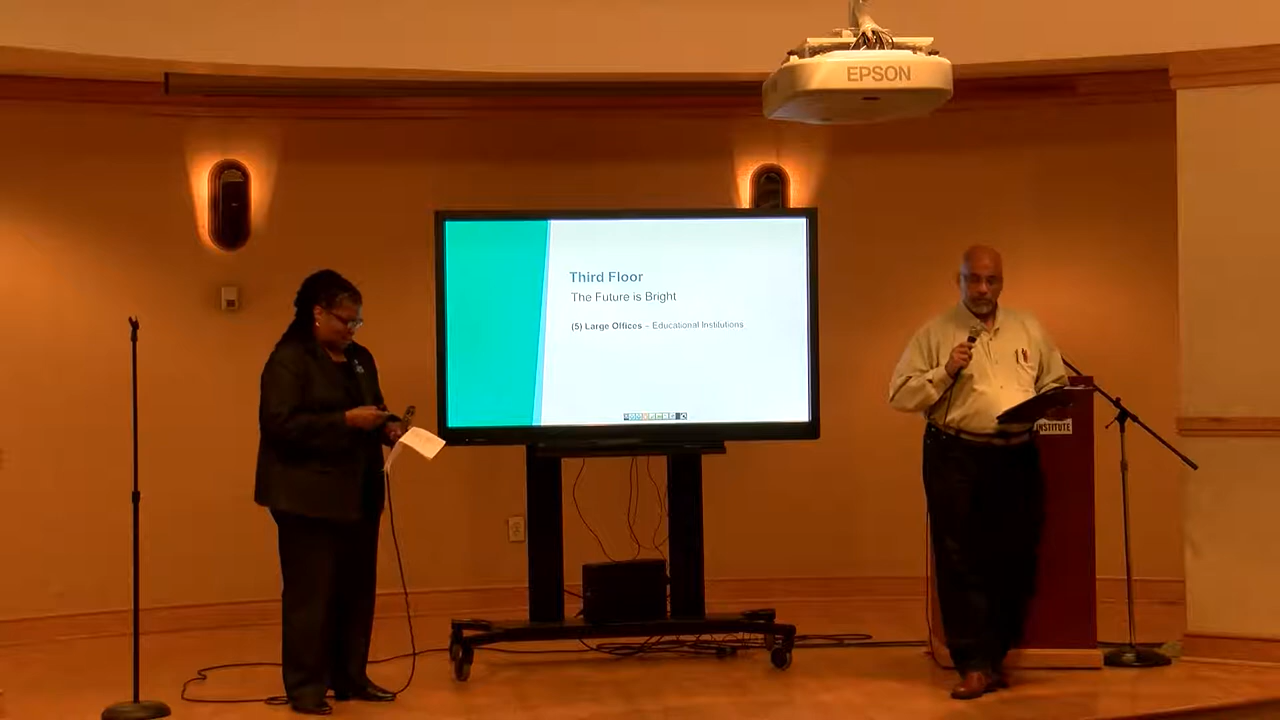 EPSON
Third Floor
The Future is Bright
(5) Large Offices – Educational Institutions
INSTITUTE